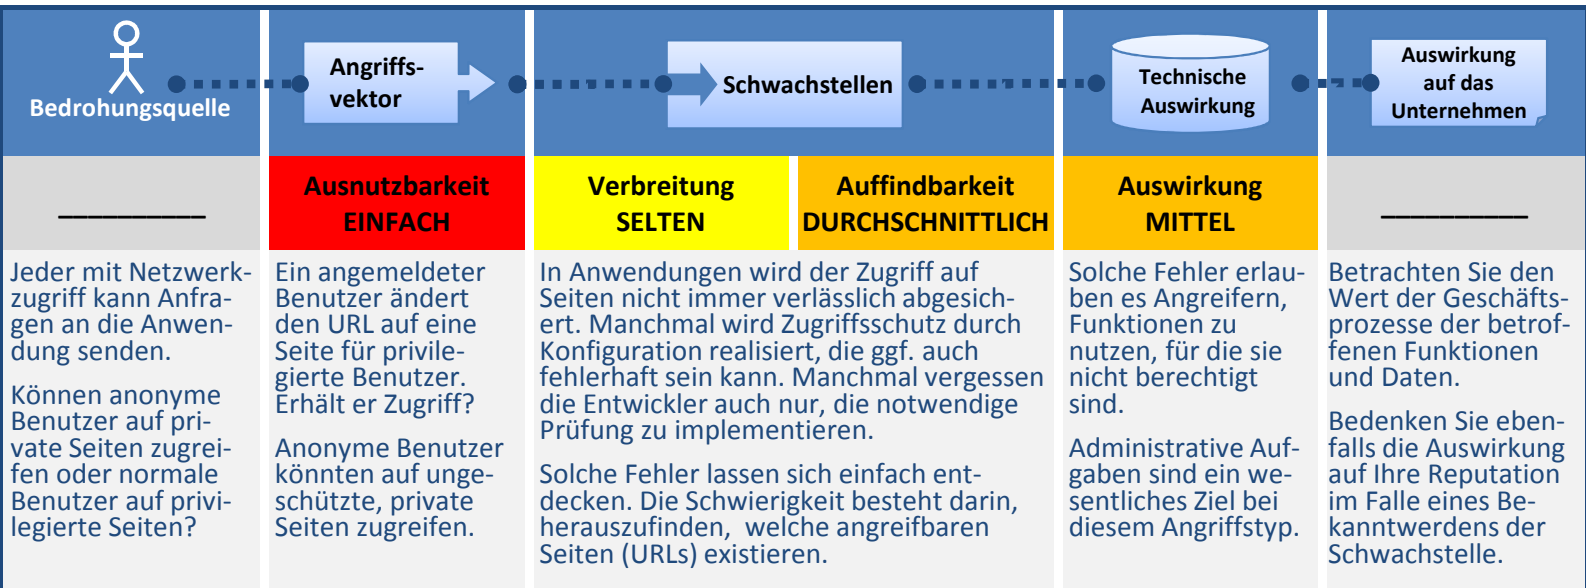 Bedrohungsquelle
Angriffs-
vektor
Schwachstellen
Technische
Auswirkung
Auswirkung
auf das
Unternehmen
__________
Ausnutzbarkeit
EINFACH
Verbreitung
SELTEN
Auffindbarkeit
DURCHSCHNITTLICH
Auswirkung
MITTEL
__________
Jeder mit Netzwerk-
zugriff kann Anfra-
gen an die Anwen-
dung senden.
Können anonyme
Benutzer auf pri-
vate Seiten zugrei-
fen oder normale
Benutzer auf privi-
legierte Seiten?
Ein angemeldeter
Benutzer ändert
den URL auf eine
Seite für privile-
gierte Benutzer.
Erhält er Zugriff?
Anonyme Benutzer
könnten auf unge-
schützte, private
Seiten zugreifen.
In Anwendungen wird der Zugriff auf
Seiten nicht immer verlässlich abgesich-
ert. Manchmal wird Zugriffsschutz durch
Konfiguration realisiert, die ggf. auch
fehlerhaft sein kann. Manchmal vergessen
die Entwickler auch nur, die notwendige
Prüfung zu implementieren.
Solche Fehler lassen sich einfach ent-
decken. Die Schwierigkeit besteht darin,
herauszufinden, welche angreifbaren
Seiten (URLs) existieren.
Solche Fehler erlau-
ben es Angreifern,
Funktionen zu
nutzen, für die sie
nicht berechtigt
sind.
Administrative Auf-
gaben sind ein we-
sentliches Ziel bei
diesem Angriffstyp.
Betrachten Sie den
Wert der Geschäfts-
prozesse der betrof-
fenen Funktionen
und Daten.
Bedenken Sie eben-
falls die Auswirkung
auf Ihre Reputation
im Falle eines Be-
kanntwerdens der
Schwachstelle.